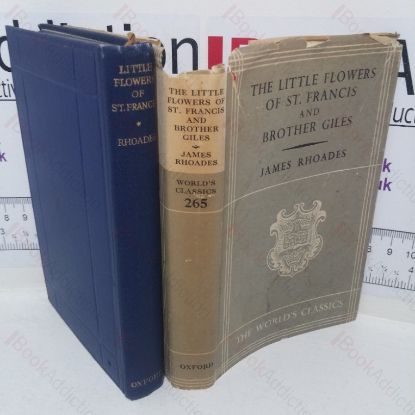 LITTLE
FLOWERS
OF
ST. FRANCIS
RHOADES
OXFORD
THE LITTLE
FLOWERS OF
ST. FRANCIS
AND
BROTHER
GILES
JAMES
RHOADES
WORLD'S
CLASSICS
265
OXFORD
THE LITTLE FLOWERS
OF ST. FRANCIS
AND
BROTHER GILES
JAMES RHOADES
THE WORLD'S CLASSICS
iBookAddiction